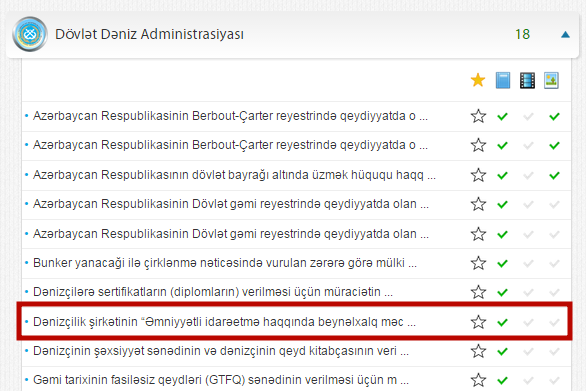 Dövlət Dəniz Administrasiyası 18
Azərbaycan Respublikasinin Berbout-Çarter reyestrində qeydiyyatda o ...
Azərbaycan Respublikasinin Berbout-Çarter reyestrində qeydiyyatda o ...
Azərbaycan Respublikasının dövlət bayrağı altında üzmək hüququ haqq ...
Azərbaycan Respublikasinin Dövlət gəmi reyestrində qeydiyyatda olan ...
Azərbaycan Respublikasinin Dövlət gəmi reyestrində qeydiyyatda olan ...
Bunker yanacaği ilə çirklənmə nəticəsində vurulan zərərə görə mülki ...
Dənizçilərə sertifikatların (diplomların) verilməsi üçün müraciətin ...
Dənizçilik şirkətinin “Əmniyyətli idarəetmə haqqında beynəlxalq məc ...
Dənizçinin şəxsiyyət sənədinin və dənizçinin qeyd kitabçasının veri ...
Gəmi tarixinin fasiləsiz qeydləri (GTFQ) sənədinin verilməsi üçün m ...